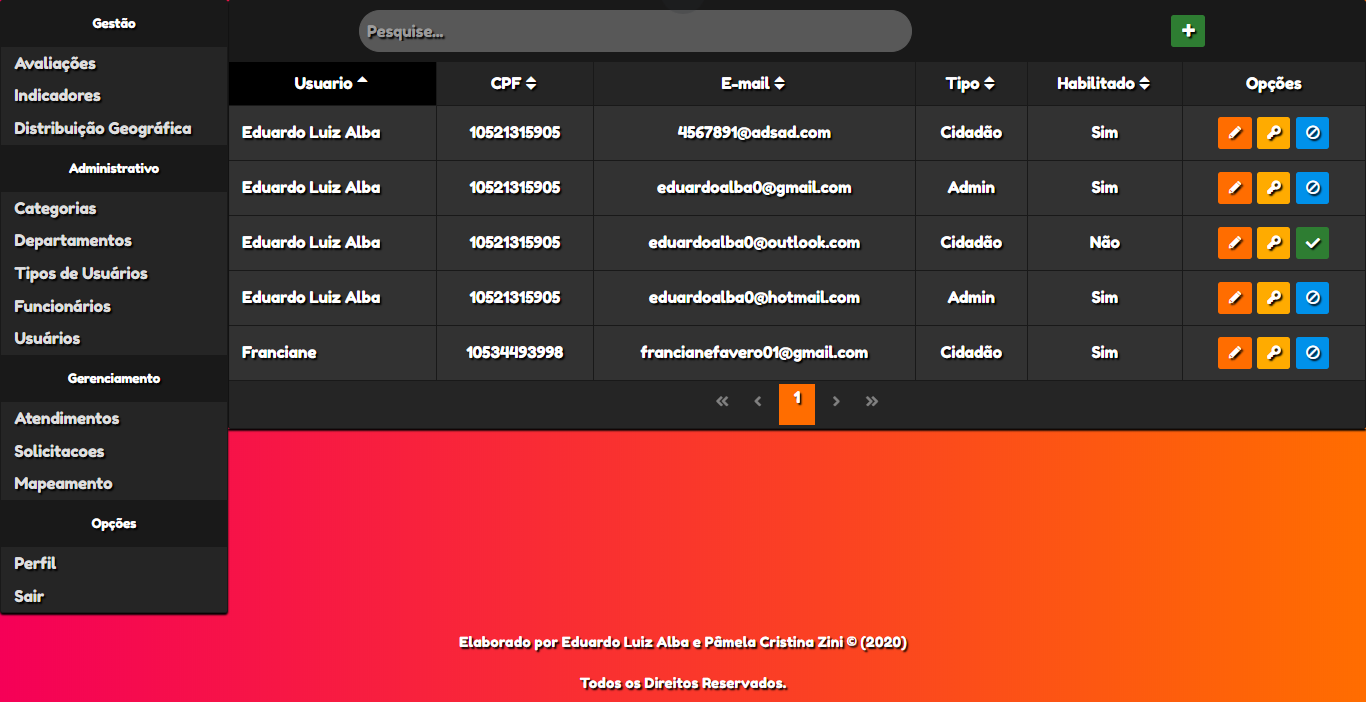 Gestão
Avaliações
Indicadores
Distribuição Geográfica
Administrativo
Categorias
Departamentos
Tipos de Usuários
Funcionários
Usuários
Gerenciamento
Atendimentos
Solicitacoes
Mapeamento
Opções
Perfil
Sair
Pesquise...
Usuario CPF E-mail Tipo Habilitado Opções
Eduardo Luiz Alba 10521315905 4567891@adsad.com Cidadão Sim
Eduardo Luiz Alba 10521315905 eduardoalba0@gmail.com Admin Sim
Eduardo Luiz Alba 10521315905 eduardoalba0@outlook.com Cidadão Não
Eduardo Luiz Alba 10521315905 eduardoalba0@hotmail.com Admin Sim
Franciane 10534493998 francianefavero01@gmail.com Cidadão Sim
« ‹ 1 › »
Elaborado por Eduardo Luiz Alba e Pâmela Cristina Zini © (2020)
Todos os Direitos Reservados.